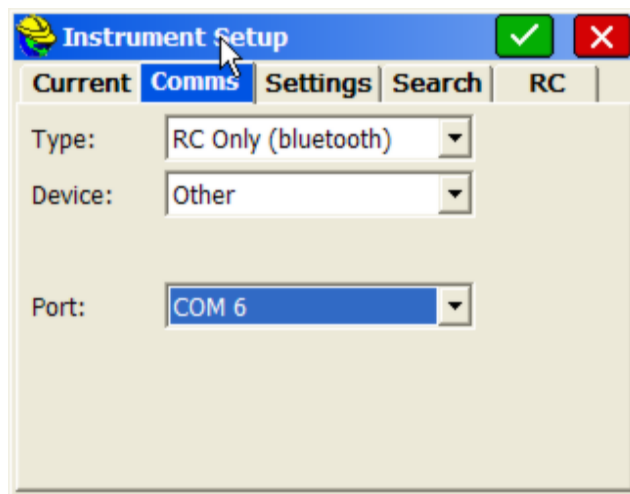 Instrument Setup
Current Comms Settings Search RC
Type: RC Only (bluetooth)
Device: Other
Port: COM 6